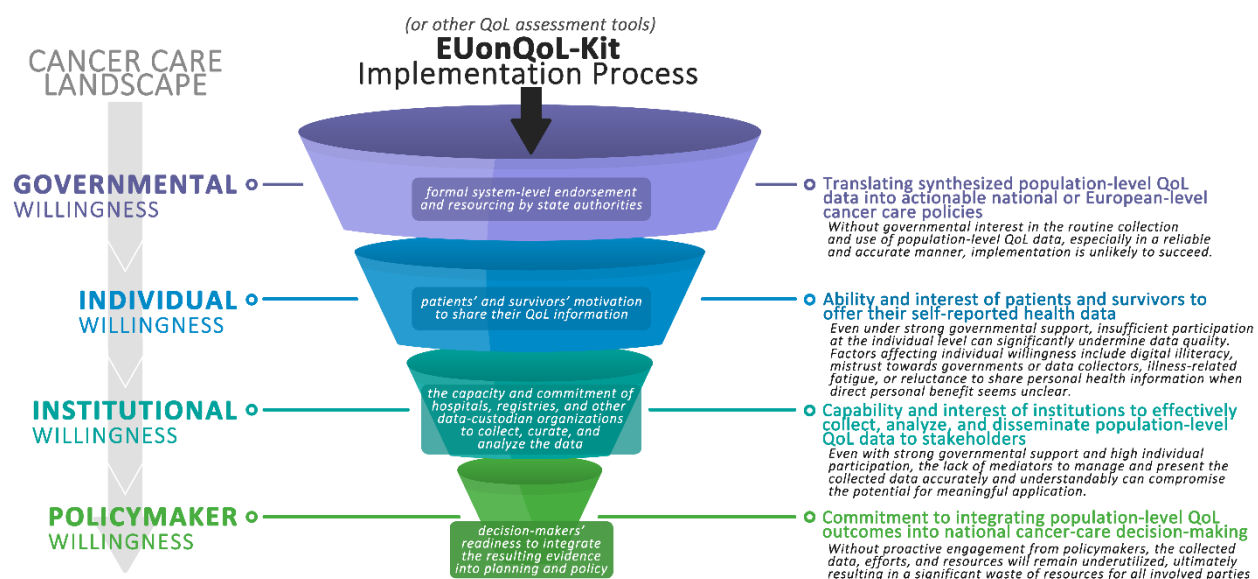 (or other QoL assessment tools)
EUonQoL-Kit
Implementation Process
CANCER CARE
LANDSCAPE
GOVERNMENTAL
WILLINGNESS
formal system-level endorsement
and resourcing by state authorities
Translating synthesized population-level QoL
data into actionable national or European-level
cancer care policies
Without governmental interest in the routine collection
and use of population-level QoL data, especially in a reliable
and accurate manner, implementation is unlikely to succeed.
INDIVIDUAL
WILLINGNESS
patients’ and survivors’ motivation
to share their QoL information
Ability and interest of patients and survivors to
offer their self-reported health data
Even under strong governmental support, insufficient participation
at the individual level can significantly undermine data quality.
Factors affecting individual willingness include digital illiteracy,
mistrust towards governments or data collectors, illness-related
fatigue, or reluctance to share personal health information when
direct personal benefit seems unclear.
INSTITUTIONAL
WILLINGNESS
the capacity and commitment of
hospitals, registries, and other
data-custodian organizations
to collect, curate, and
analyze the data
Capability and interest of institutions to effectively
collect, analyze, and disseminate population-level
QoL data to stakeholders
Even with strong governmental support and high individual
participation, the lack of mediators to manage and present the
collected data accurately and understandably can compromise
the potential for meaningful application.
POLICYMAKER
WILLINGNESS
decision-makers’
readiness to integrate
the resulting evidence
into planning and policy
Commitment to integrating population-level QoL
outcomes into national cancer-care decision-making
Without proactive engagement from policymakers, the collected
data, efforts, and resources will remain underutilized, ultimately
resulting in a significant waste of resources for all involved parties